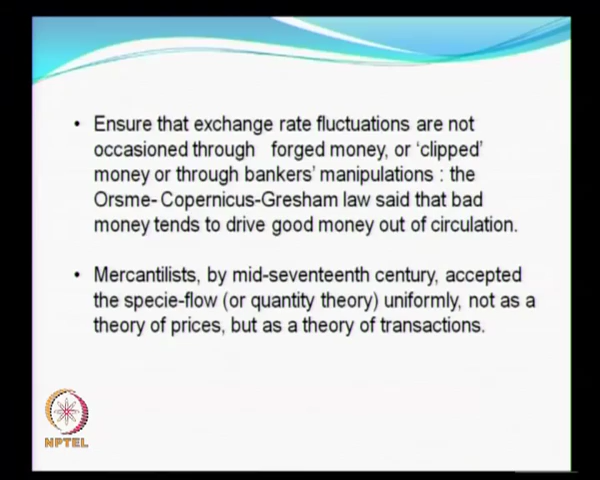 • Ensure that exchange rate fluctuations are not
occasioned through forged money, or 'clipped'
money or through bankers' manipulations : the
Orsme- Copernicus-Gresham law said that bad
money tends to drive good money out of circulation.
• Mercantilists, by mid-seventeenth century, accepted
the specie-flow (or quantity theory) uniformly, not as a
theory of prices, but as a theory of transactions.
NPTEL